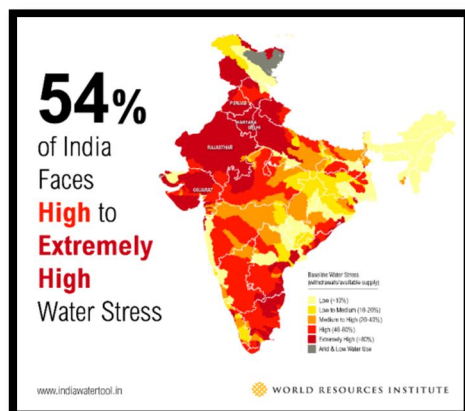 54%
of India
Faces
High to
Extremely
High
Water Stress
PUNJAB
HARYANA
DELHI
RAJASTHAN
GUJARAT
Baseline Water Stress
(withdrawals/available supply)
Low (<10%)
Low to Medium (10-20%)
Medium to High (20-40%)
High (40-80%)
Extremely High (>80%)
Arid & Low Water Use
www.indiawatertool.in
WORLD RESOURCES INSTITUTE